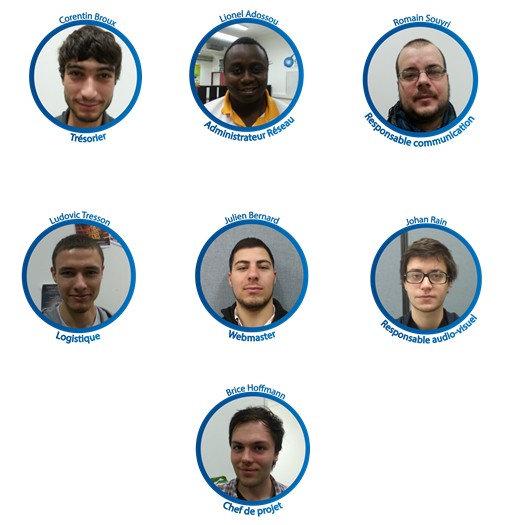 Corentin Broux
Trésorier
Lionel Adossou
Administrateur Réseau
Romain Souyri
Responsable communication
Ludovic Tresson
Logistique
Julien Bernard
Webmaster
Johan Rain
Responsable audio-visuel
Brice Hoffmann
Chef de projet